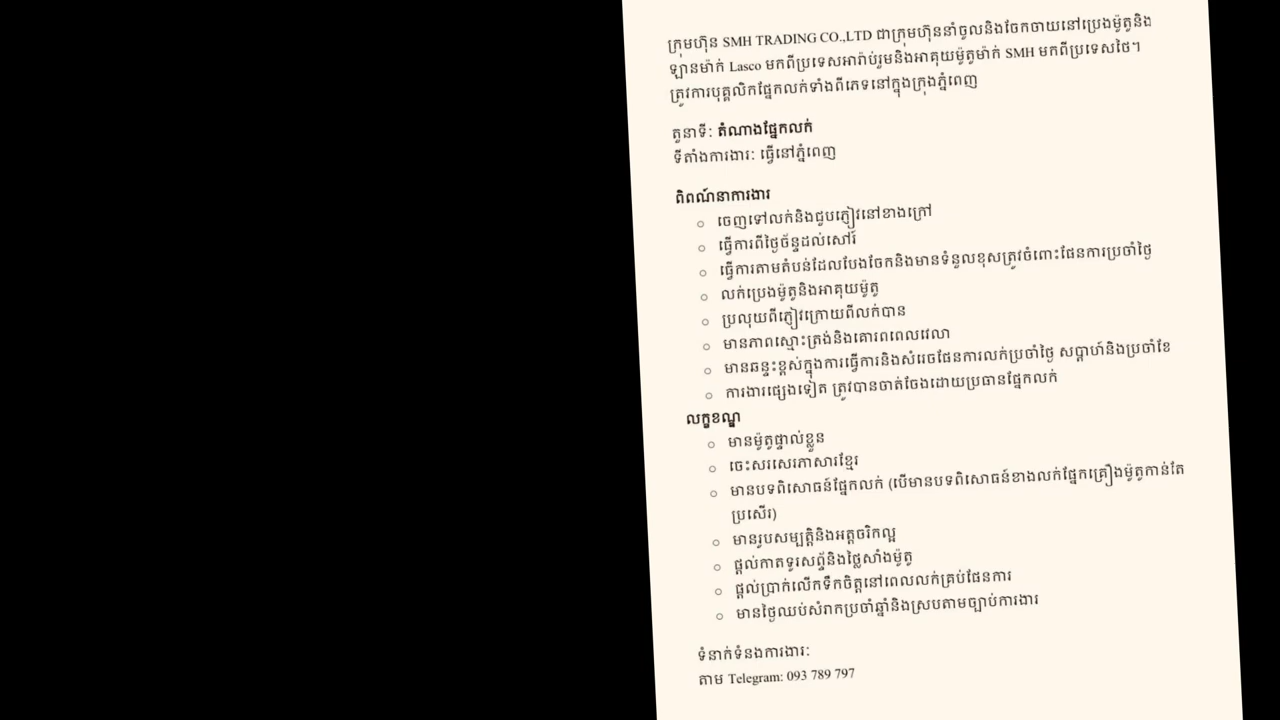 ក្រុមហ៊ុន SMH TRADING CO.,LTD ជាក្រុមហ៊ុននាំចូលនិងចែកចាយនៅប្រេងម៉ូតូនិង
ឡានម៉ាក់ Lasco មកពីប្រទេសអារ៉ាប់រួមនិងអាគុយម៉ូតូម៉ាក់ SMH មកពីប្រទេសថៃ។
ត្រូវការបុគ្គលិកផ្នែកលក់ទាំងពីភេទនៅក្នុងក្រុងភ្នំពេញ
តួនាទី: តំណាងផ្នែកលក់
ទីតាំងការងារ: ធ្វើនៅភ្នំពេញ
ពិពណ៍នាការងារ
○ ចេញទៅលក់និងជួបភ្ញៀវនៅខាងក្រៅ
○ ធ្វើការពីថ្ងៃច័ន្ទដល់សៅរ៍
○ ធ្វើការតាមតំបន់ដែលបែងចែកនិងមានទំនួលខុសត្រូវចំពោះផែនការប្រចាំថ្ងៃ
○ លក់ប្រេងម៉ូតូនិងអាគុយម៉ូតូ
○ ប្រលុយពីភ្ញៀវក្រោយពីលក់បាន
○ មានភាពស្មោះត្រង់និងគោរពពេលវេលា
○ មានឆន្ទះខ្ពស់ក្នុងការធ្វើការនិងសំរេចផែនការលក់ប្រចាំថ្ងៃ សប្ដាហ៍និងប្រចាំខែ
○ ការងារផ្សេងទៀត ត្រូវបានចាត់ចែងដោយប្រធានផ្នែកលក់
លក្ខខណ្ឌ
○ មានម៉ូតូផ្ទាល់ខ្លួន
○ ចេះសរសេរភាសារខ្មែរ
○ មានបទពិសោធន៍ផ្នែកលក់ (បើមានបទពិសោធន៍ខាងលក់ផ្នែកគ្រឿងម៉ូតូកាន់តែ
ប្រសើរ)
○ មានរូបសម្បត្តិនិងអត្តចរិកល្អ
○ ផ្ដល់កាតទូរសព្ទ័និងថ្លៃសាំងម៉ូតូ
○ ផ្ដល់ប្រាក់លើកទឹកចិត្តនៅពេលលក់គ្រប់ផែនការ
○ មានថ្ងៃឈប់សំរាកប្រចាំឆ្នាំនិងស្របតាមច្បាប់ការងារ
ទំនាក់ទំនងការងារ:
តាម Telegram: 093 789 797